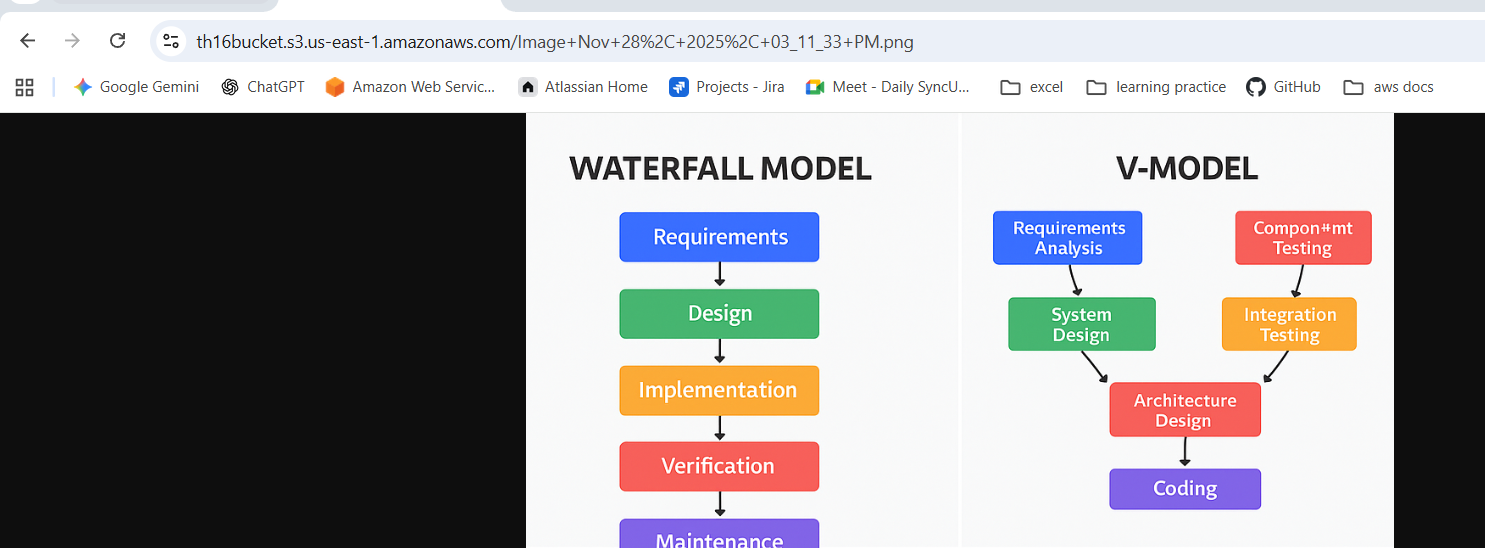 th16bucket.s3.us-east-1.amazonaws.com/Image+Nov+28%2C+2025%2C+03_11_33+PM.png
Google Gemini
ChatGPT
Amazon Web Servic...
Atlassian Home
Projects - Jira
Meet - Daily SyncU...
excel
learning practice
GitHub
aws docs
WATERFALL MODEL
Requirements
Design
Implementation
Verification
Maintenance
V-MODEL
Requirements
Analysis
Compon#mt
Testing
System
Design
Integration
Testing
Architecture
Design
Coding